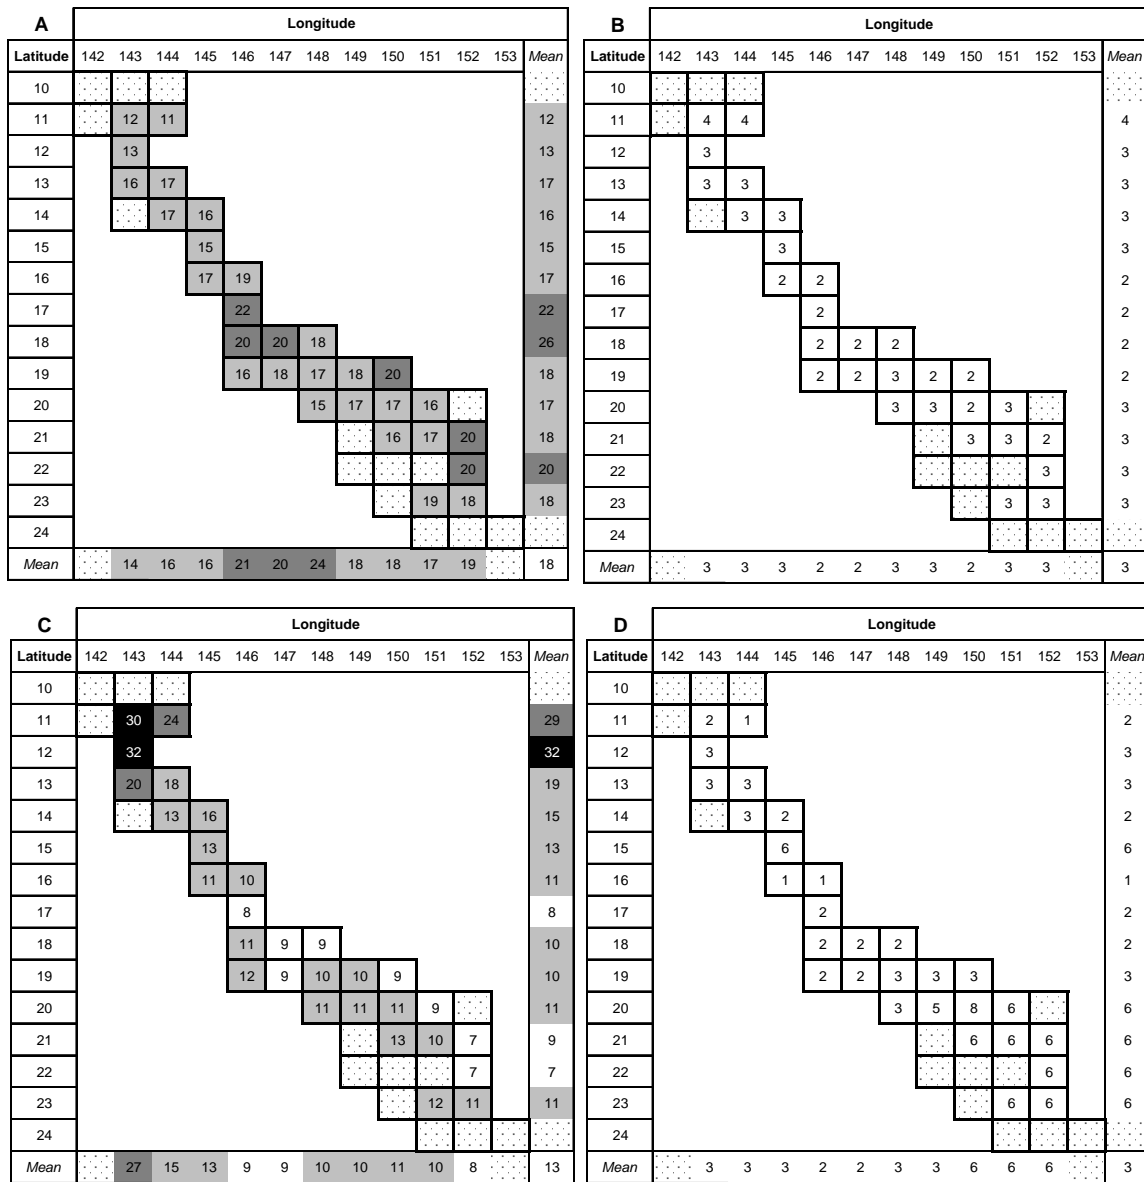 A Longitude
Latitude 142 143 144 145 146 147 148 149 150 151 152 153 Mean
10
11 12 11 12
12 13 13
13 16 17 17
14 17 16 16
15 15 15
16 17 19 17
17 22 22
18 20 20 18 26
19 16 18 17 18 20 18
20 15 17 17 16 17
21 16 17 20 18
22 20 20
23 19 18 18
24
Mean 14 16 16 21 20 24 18 18 17 19 18
B Longitude
Latitude 142 143 144 145 146 147 148 149 150 151 152 153 Mean
10
11 4 4 4
12 3 3
13 3 3 3
14 3 3 3
15 3 3
16 2 2 2
17 2 2
18 2 2 2 2
19 2 2 3 2 2 2
20 3 3 2 3 3
21 3 3 2 3
22 3 3
23 3 3 3
24
Mean 3 3 3 2 2 3 3 2 3 3 3
C Longitude
Latitude 142 143 144 145 146 147 148 149 150 151 152 153 Mean
10
11 30 24 29
12 32 32
13 20 18 19
14 13 16 15
15 13 13
16 11 10 11
17 8 8
18 11 9 9 10
19 12 9 10 10 9 10
20 11 11 11 9 11
21 13 10 7 9
22 7 7
23 12 11 11
24
Mean 27 15 13 9 9 10 10 11 10 8 13
D Longitude
Latitude 142 143 144 145 146 147 148 149 150 151 152 153 Mean
10
11 2 1 2
12 3 3
13 3 3 3
14 3 2 2
15 6 6
16 1 1 1
17 2 2
18 2 2 2 2
19 2 2 3 3 3 3
20 3 5 8 6 6
21 6 6 6 6
22 6 6
23 6 6 6
24
Mean 3 3 3 2 2 3 3 6 6 6 3